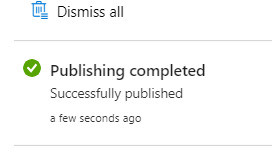 Dismiss all
Publishing completed
Successfully published
a few seconds ago